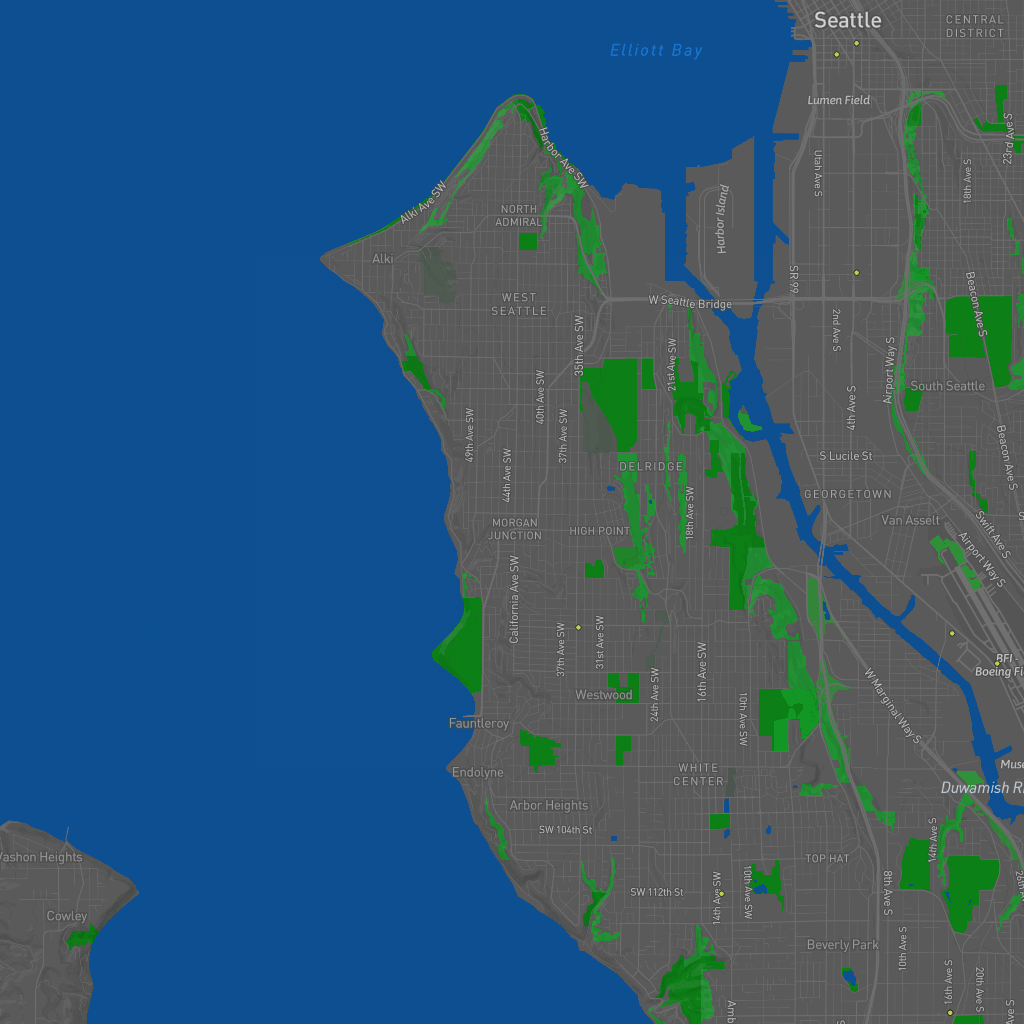 Seattle
CENTRAL
DISTRICT
Elliott Bay
Lumen Field
23rd Ave S
Harbor Ave SW
Utah Ave S
18th Ave S
Alki Ave SW
NORTH
ADMIRAL
Harbor Island
Alki
SR 99
Beacon Ave S
WEST
SEATTLE
W Seattle Bridge
2nd Ave S
35th Ave SW
21st Ave SW
Airport Way S
South Seattle
40th Ave SW
4th Ave S
49th Ave SW
37th Ave SW
Beacon Ave S
S Lucile St
44th Ave SW
DELRIDGE
GEORGETOWN
18th Ave SW
Van Asselt
MORGAN
JUNCTION
HIGH POINT
Swift Ave S
Airport Way S
California Ave SW
37th Ave SW
31st Ave SW
BFI -
Boeing Fi
16th Ave SW
24th Ave SW
Westwood
W Marginal Way S
10th Ave SW
Fauntleroy
Endolyne
WHITE
CENTER
Muse
Duwamish R
Arbor Heights
SW 104th St
14th Ave S
Vashon Heights
TOP HAT
SW 112th St
14th Ave SW
10th Ave SW
8th Ave S
26th Av
Cowley
Beverly Park
10th Ave S
16th Ave S
20th Ave S
Amb